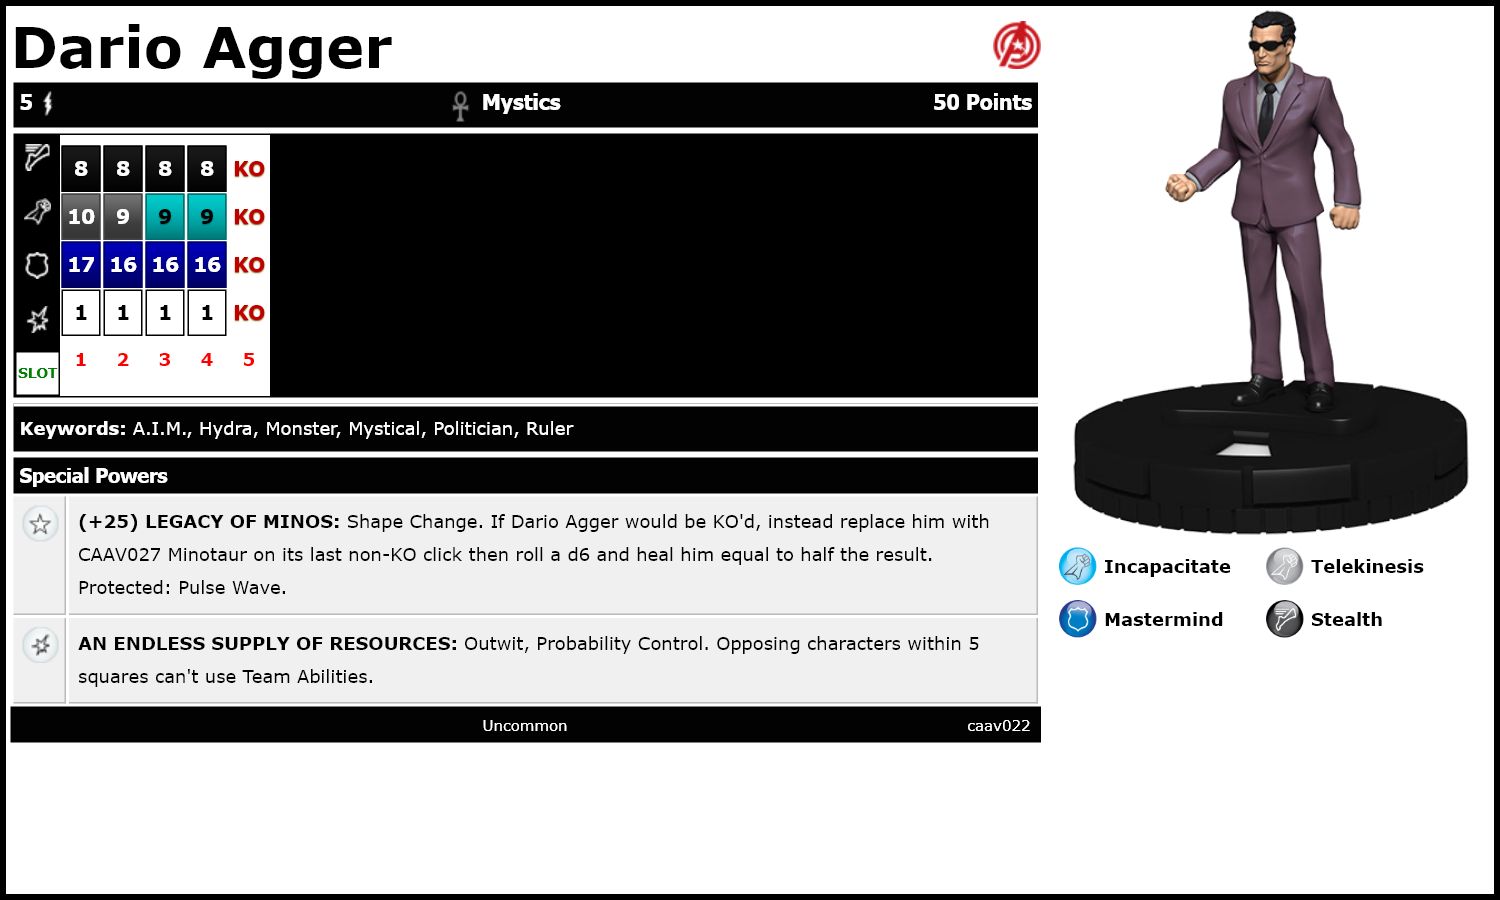 Dario Agger
5 Mystics 50 Points
8 8 8 8 KO
10 9 9 9 KO
17 16 16 16 KO
1 1 1 1 KO
SLOT 1 2 3 4 5
Keywords: A.I.M., Hydra, Monster, Mystical, Politician, Ruler
Special Powers
(+25) LEGACY OF MINOS: Shape Change. If Dario Agger would be KO'd, instead replace him with
CAAV027 Minotaur on its last non-KO click then roll a d6 and heal him equal to half the result.
Protected: Pulse Wave.
AN ENDLESS SUPPLY OF RESOURCES: Outwit, Probability Control. Opposing characters within 5
squares can't use Team Abilities.
Uncommon caav022
Incapacitate Telekinesis
Mastermind Stealth